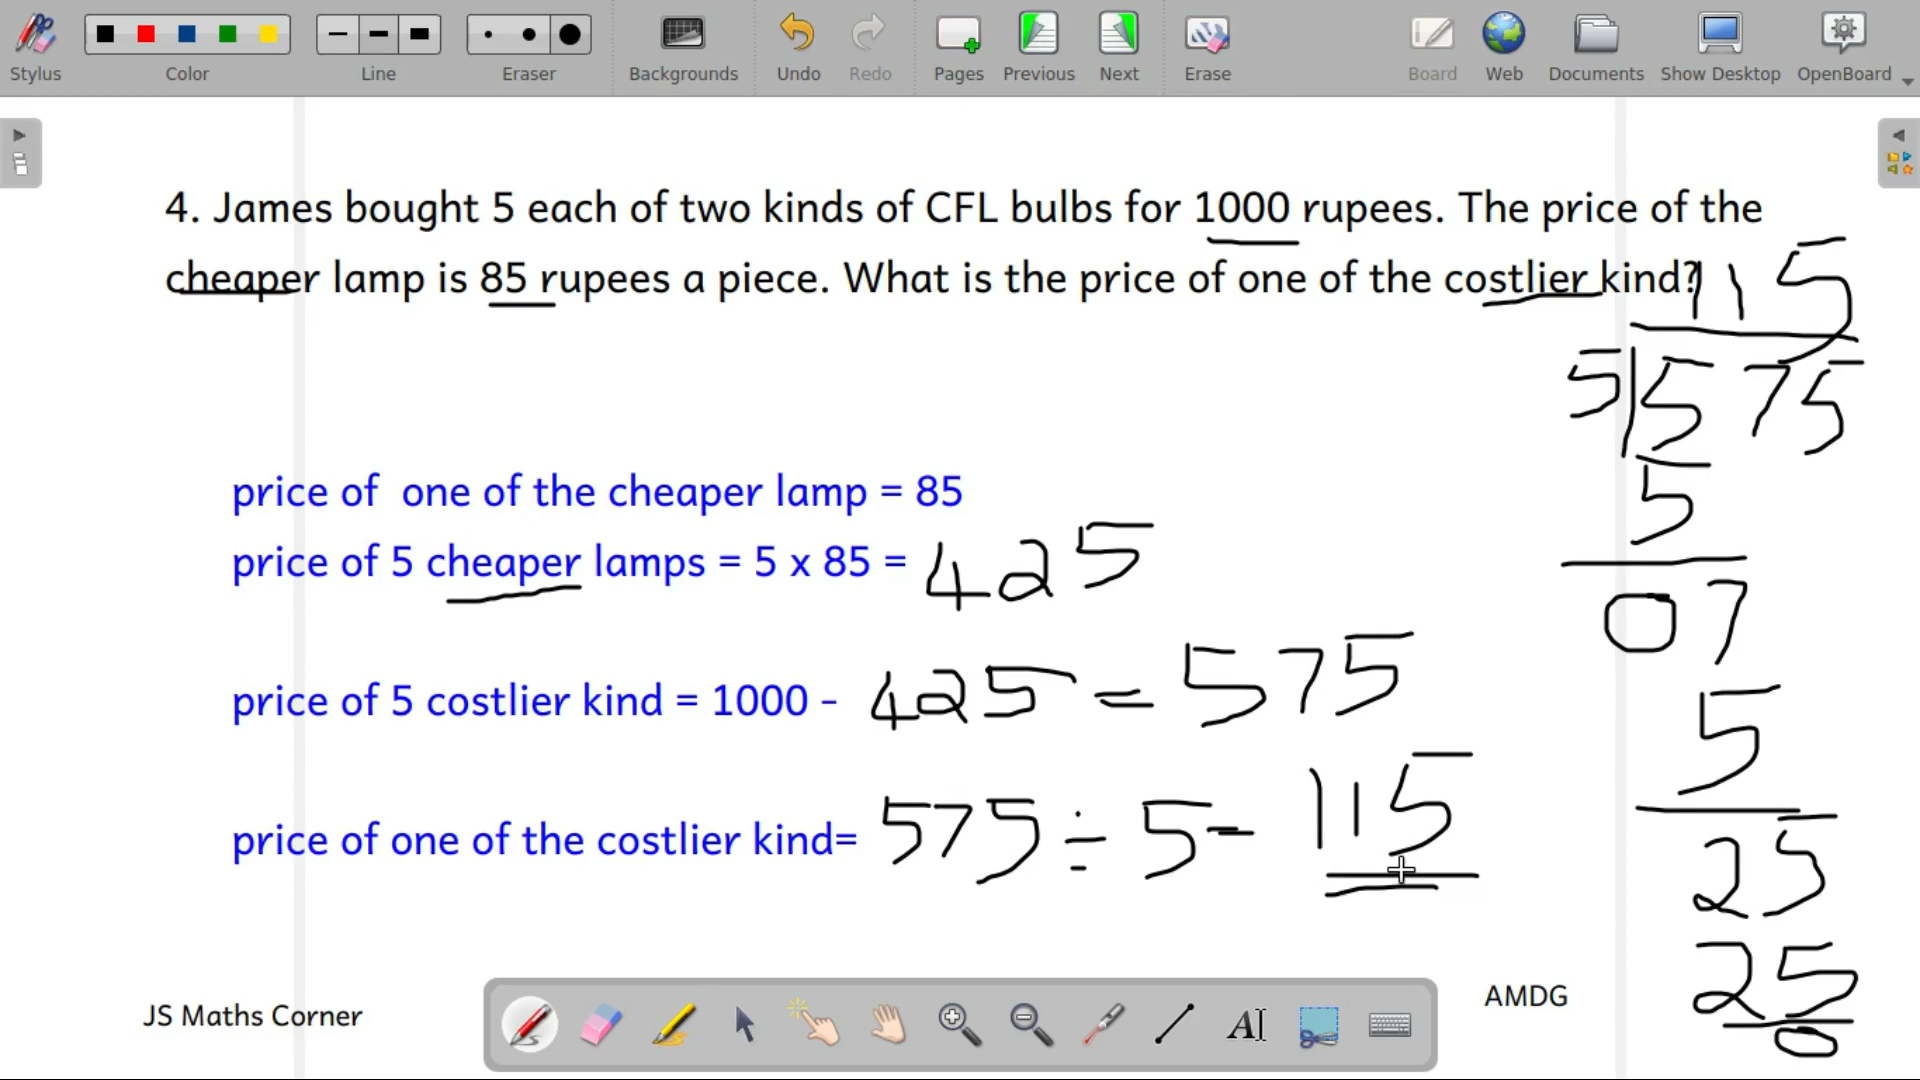 Stylus Color Line Eraser Backgrounds Undo Redo Pages Previous Next Erase Board Web Documents Show Desktop OpenBoard
4. James bought 5 each of two kinds of CFL bulbs for 1000 rupees. The price of the
cheaper lamp is 85 rupees a piece. What is the price of one of the costlier kind?
115
5 575
5
price of one of the cheaper lamp = 85
price of 5 cheaper lamps = 5 x 85 = 425
07
price of 5 costlier kind = 1000 - 425 = 575
5
price of one of the costlier kind= 575 ÷ 5 = 115
25
25
0
JS Maths Corner
AMDG